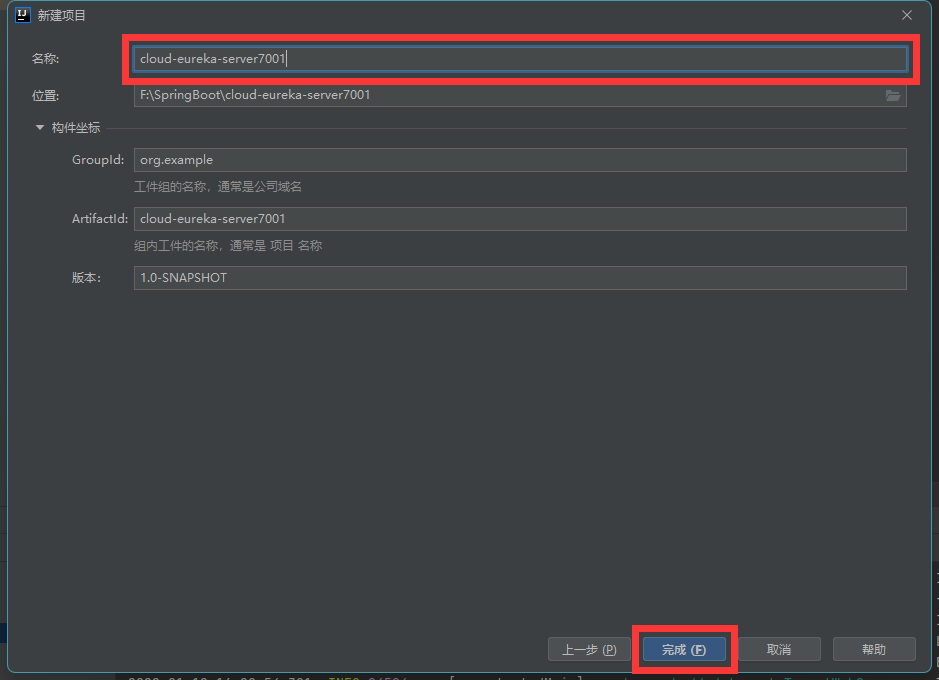 新建项目
名称: cloud-eureka-server7001
位置: F:\SpringBoot\cloud-eureka-server7001
构件坐标
GroupId: org.example
工件组的名称，通常是公司域名
ArtifactId: cloud-eureka-server7001
组内工件的名称，通常是 项目 名称
版本: 1.0-SNAPSHOT
上一步 (P) 完成 (F) 取消 帮助